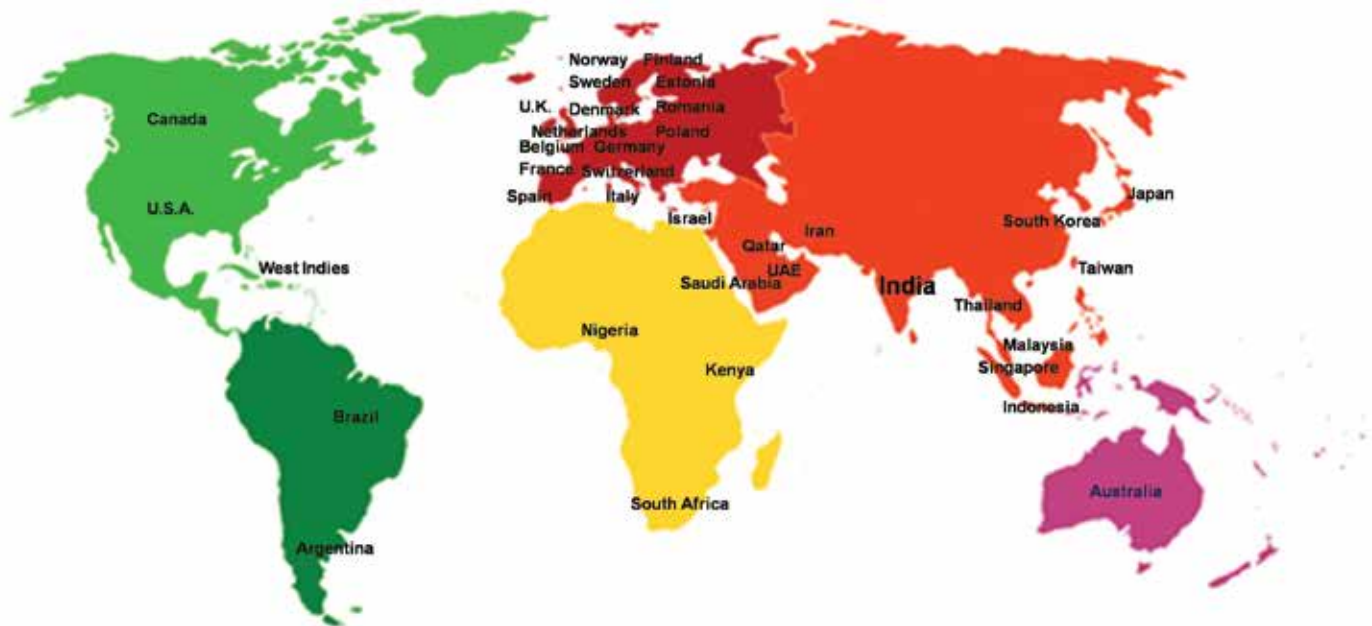 Norway Finland
Sweden Estonia
U.K. Denmark Romania
Canada
Netherlands Poland
Belgium Germany
France Switzerland
Spain Italy
Japan
U.S.A.
Israel
South Korea
Iran
Qatar
West Indies
UAE
Taiwan
Saudi Arabia
India
Thailand
Nigeria
Malaysia
Kenya
Singapore
Indonesia
Brazil
Australia
South Africa
Argentina